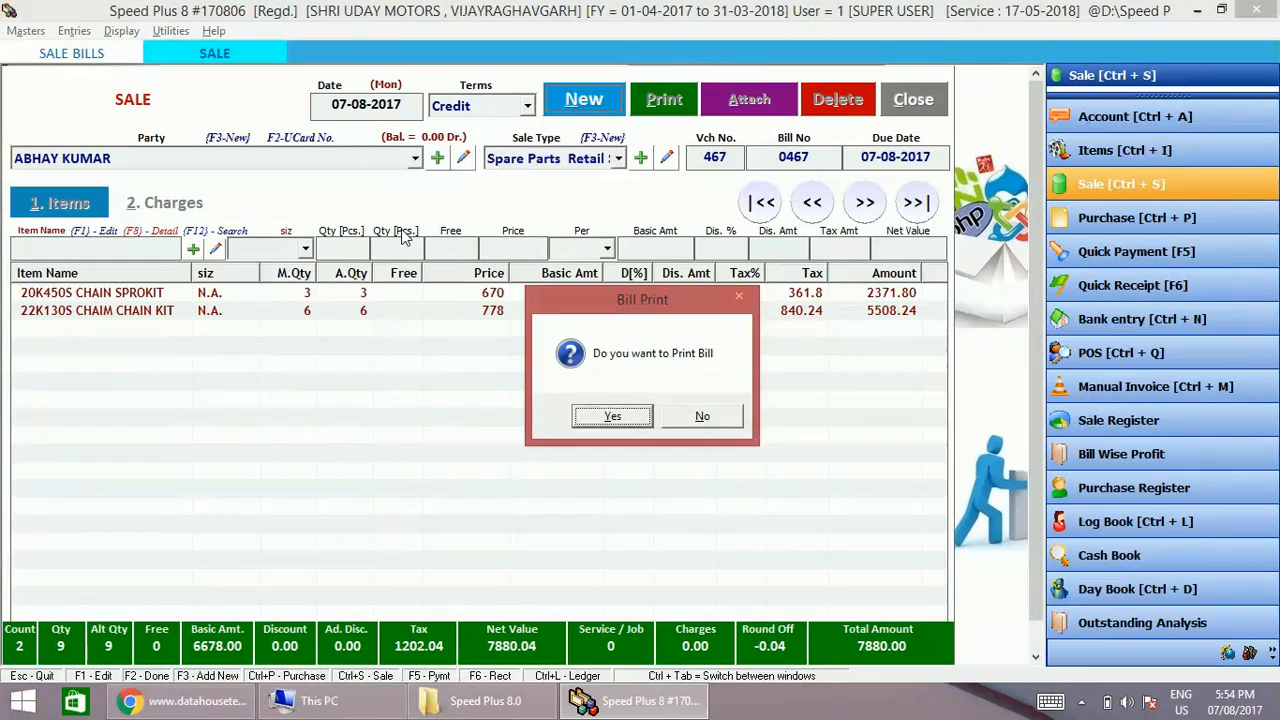 Speed Plus 8 #170806 [Regd.] [SHRI UDAY MOTORS, VIJAYRAGHAVGARH] [FY = 01-04-2017 to 31-03-2018] User = 1 [SUPER USER] [Service : 17-05-2018 @D:\Speed P
Masters Entries Display Utilities Help
SALE BILLS SALE
SALE
Date (Mon) Terms
07-08-2017 Credit
New Print Attach Delete Close
Party {F3-New} F2-UCard No. (Bal. = 0.00 Dr.) Sale Type {F3-New} Vch No. Bill No Due Date
ABHAY KUMAR Spare Parts Retail 467 0467 07-08-2017
1. Items 2. Charges |<< << >> >>|
Item Name {F1} - Edit (F8) - Detail {F12} - Search siz Qty [Pcs.] Qty [Pcs.] Free Price Per Basic Amt Dis. % Dis. Amt Tax Amt Net Value
Item Name siz M.Qty A.Qty Free Price Basic Amt D[%] Dis. Amt Tax% Tax Amount
20K450S CHAIN SPROKIT N.A. 3 3 670 361.8 2371.80
22K130S CHAIM CHAIN KIT N.A. 6 6 778 840.24 5508.24
Bill Print
Do you want to Print Bill
Yes No
Count Qty Alt Qty Free Basic Amt. Discount Ad. Disc. Tax Net Value Service / Job Charges Round Off Total Amount
2 9 9 0 6678.00 0.00 0.00 1202.04 7880.04 0 0.00 -0.04 7880.00
Esc - Quit F1 - Edit F2 - Done F3 - Add New Ctrl+P - Purchase Ctrl+S - Sale F5 - Pymt F6 - Rect Ctrl+L - Ledger Ctrl + Tab = Switch between windows
Sale [Ctrl + S]
Account [Ctrl + A]
Items [Ctrl + I]
Sale [Ctrl + S]
Purchase [Ctrl + P]
Quick Payment [F5]
Quick Receipt [F6]
Bank entry [Ctrl + N]
POS [Ctrl + Q]
Manual Invoice [Ctrl + M]
Sale Register
Bill Wise Profit
Purchase Register
Log Book [Ctrl + L]
Cash Book
Day Book [Ctrl + D]
Outstanding Analysis
php
www.datahousete... This PC Speed Plus 8.0 Speed Plus 8 #170...
ENG
US
5:54 PM
07/08/2017